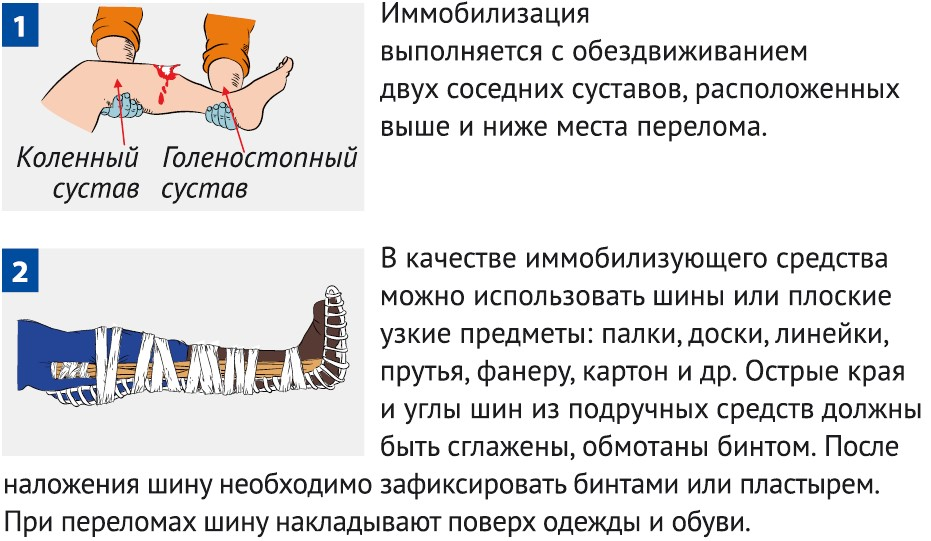 1
Иммобилизация
выполняется с обездвиживанием
двух соседних суставов, расположенных
выше и ниже места перелома.
Коленный сустав
Голеностопный сустав
2
В качестве иммобилизующего средства
можно использовать шины или плоские
узкие предметы: палки, доски, линейки,
прутья, фанеру, картон и др. Острые края
и углы шин из подручных средств должны
быть сглажены, обмотаны бинтом. После
наложения шину необходимо зафиксировать бинтами или пластырем.
При переломах шину накладывают поверх одежды и обуви.